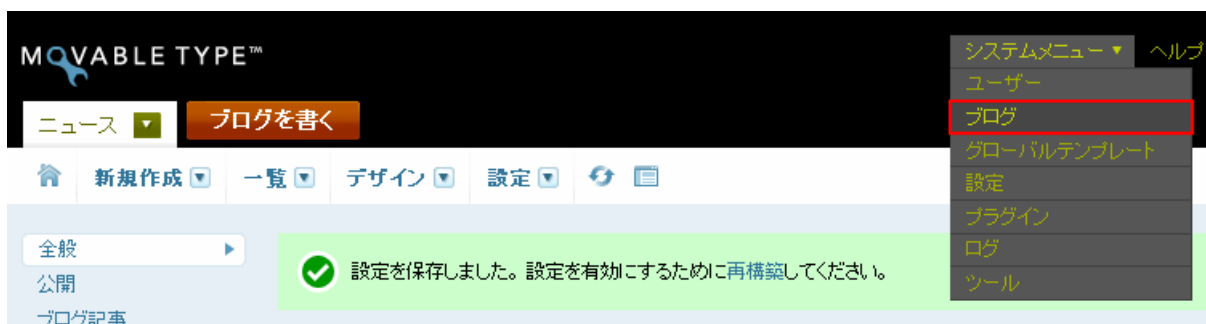 MOVABLE TYPE™
システムメニュー ヘルプ
ユーザー
ブログ
グローバルテンプレート
設定
プラグイン
ログ
ツール
ニュース ブログを書く
新規作成 一覧 デザイン 設定
全般
公開
ブログ記事
設定を保存しました。設定を有効にするために再構築してください。